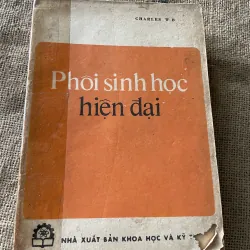 CHARLES W. B
Phôi sinh học
hiện đại
NHÀ XUẤT BẢN KHOA HỌC VÀ KỸ